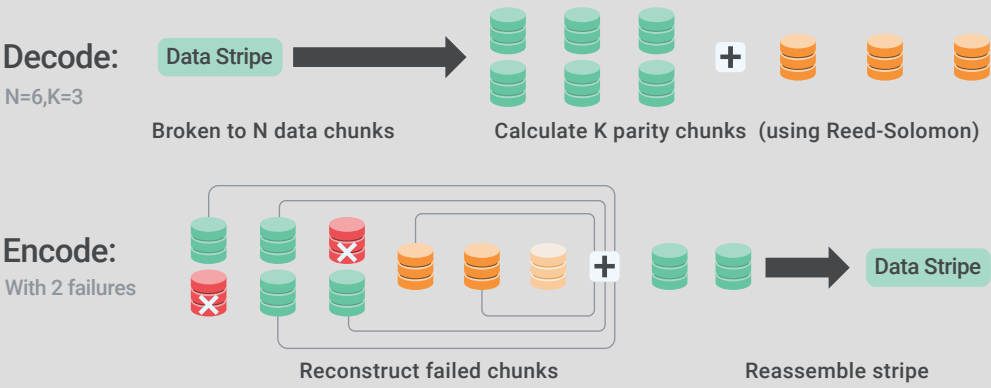 Decode:
N=6,K=3
Data Stripe
Broken to N data chunks
Calculate K parity chunks (using Reed-Solomon)
Encode:
With 2 failures
Data Stripe
Reconstruct failed chunks
Reassemble stripe